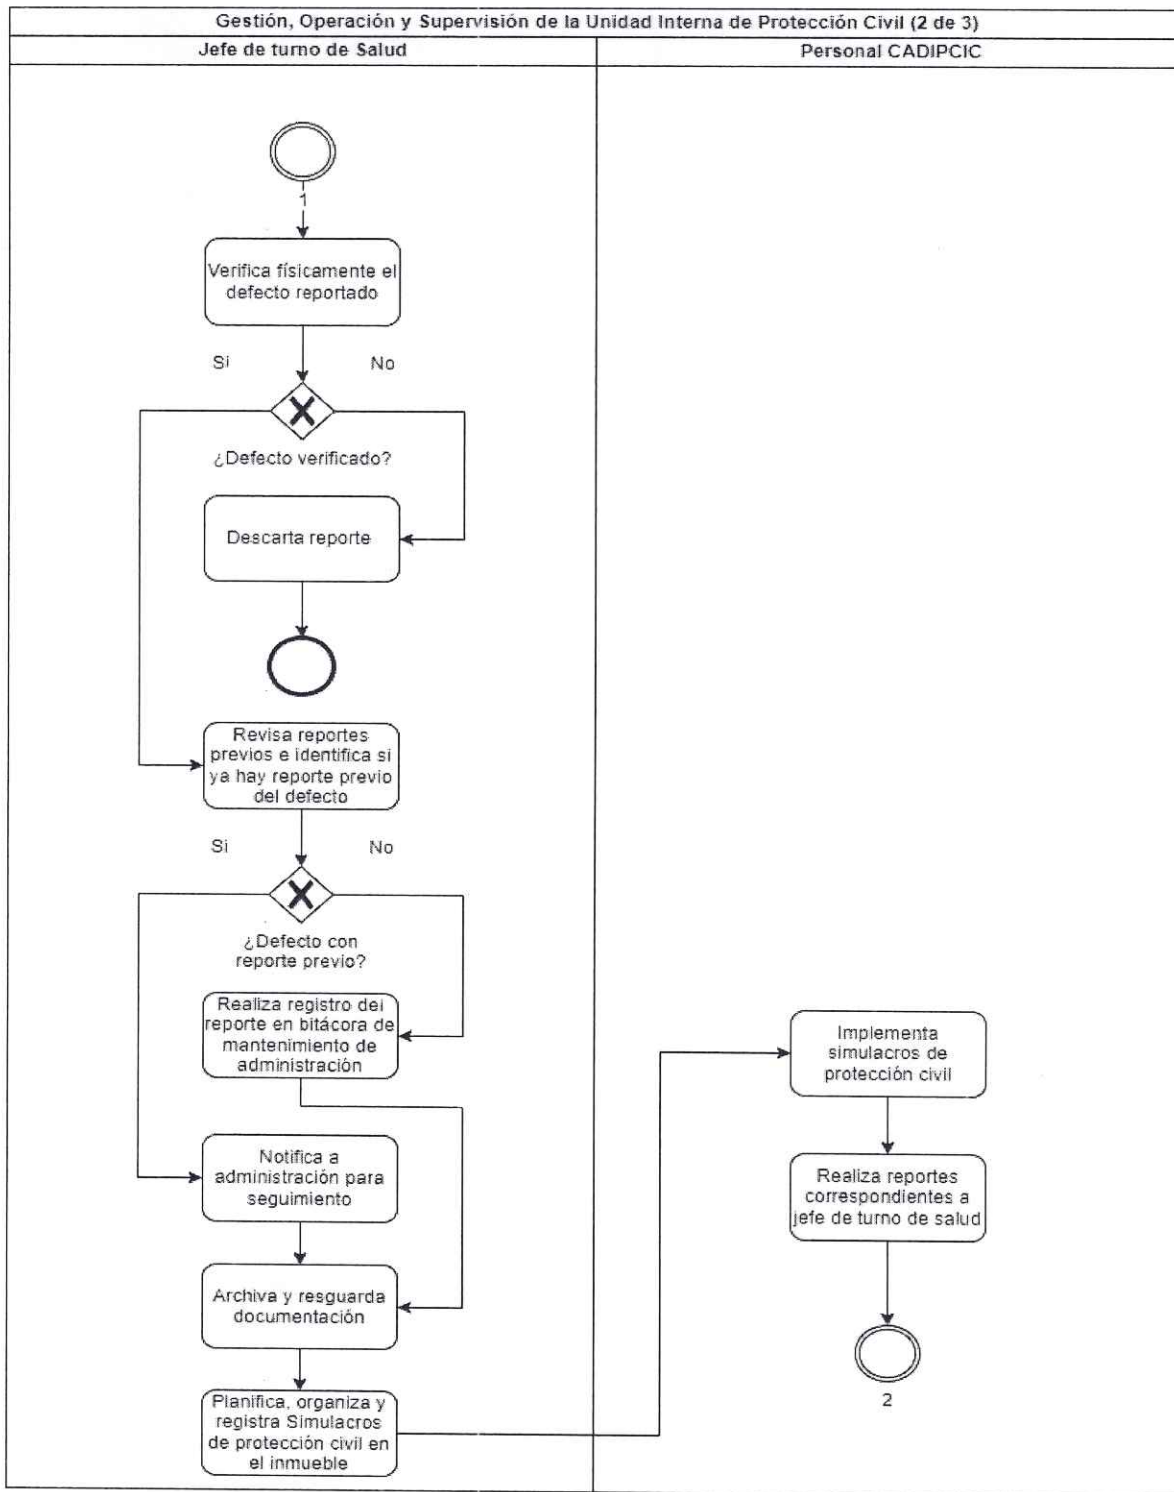 Gestión, Operación y Supervisión de la Unidad Interna de Protección Civil (2 de 3)
Jefe de turno de Salud
Personal CADIPCIC
1
Verifica físicamente el
defecto reportado
Si
No
¿Defecto verificado?
Descarta reporte
Revisa reportes
previos e identifica si
ya hay reporte previo
del defecto
Si
No
¿Defecto con
reporte previo?
Realiza registro del
reporte en bitácora de
mantenimiento de
administración
Notifica a
administración para
seguimiento
Archiva y resguarda
documentación
Planifica, organiza y
registra Simulacros
de protección civil en
el inmueble
Implementa
simulacros de
protección civil
Realiza reportes
correspondientes a
jefe de turno de salud
2